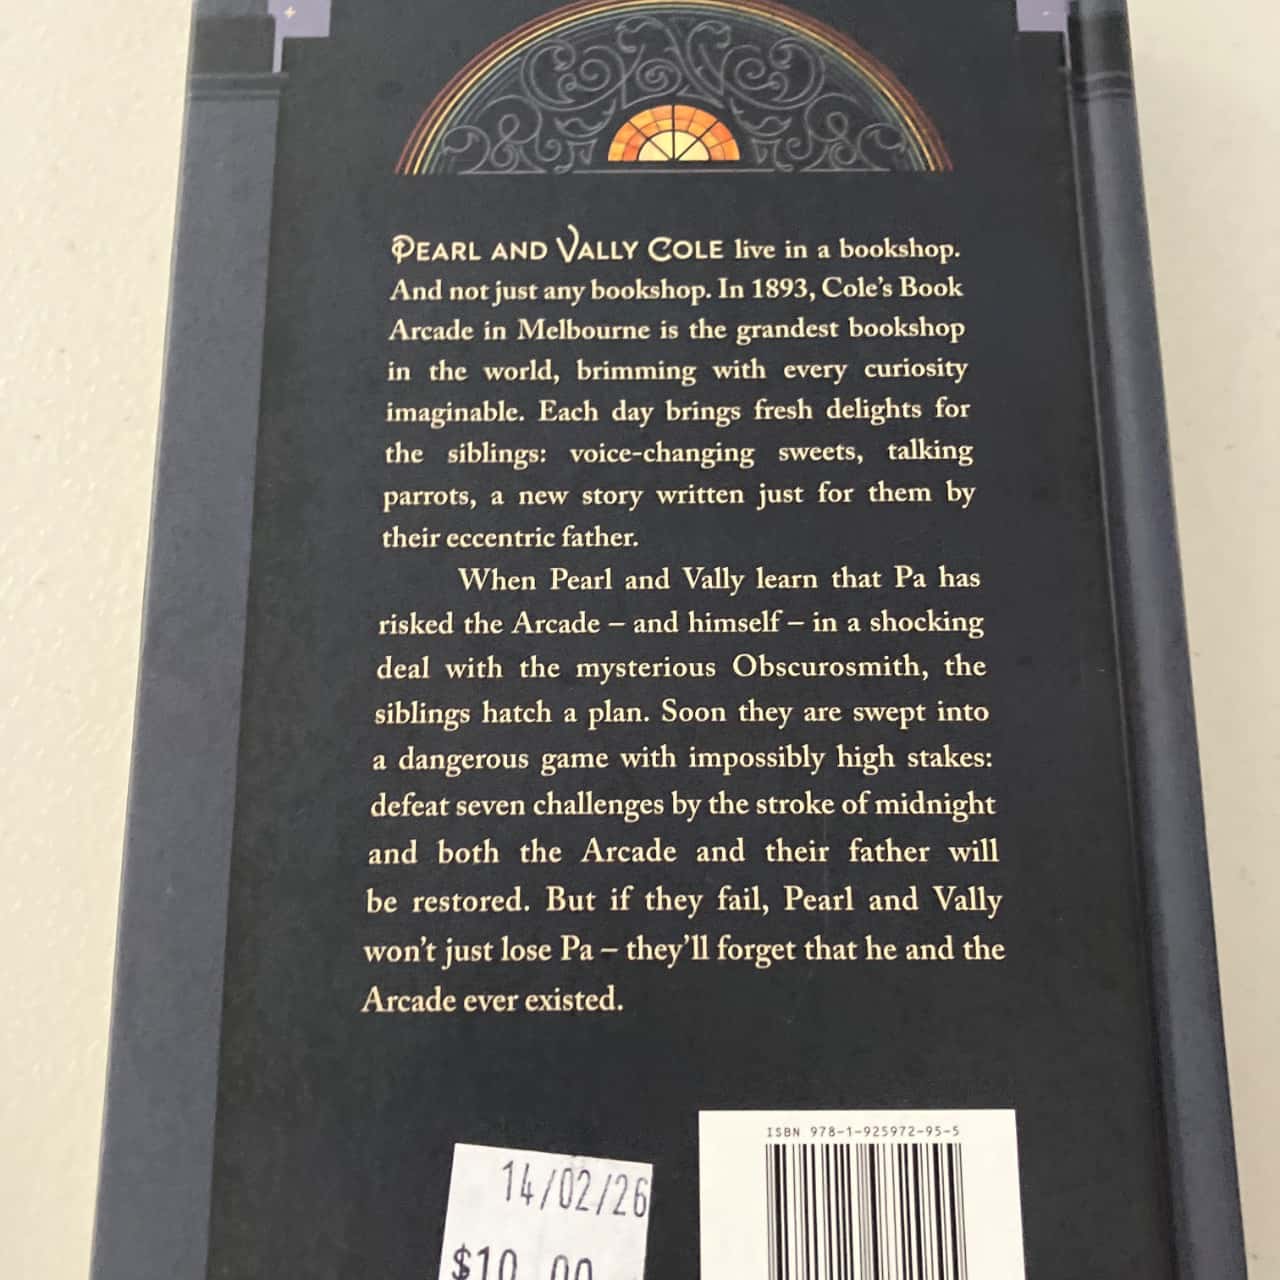 PEARL AND VALLY COLE live in a bookshop.
And not just any bookshop. In 1893, Cole's Book
Arcade in Melbourne is the grandest bookshop
in the world, brimming with every curiosity
imaginable. Each day brings fresh delights for
the siblings: voice-changing sweets, talking
parrots, a new story written just for them by
their eccentric father.
When Pearl and Vally learn that Pa has
risked the Arcade – and himself – in a shocking
deal with the mysterious Obscurosmith, the
siblings hatch a plan. Soon they are swept into
a dangerous game with impossibly high stakes:
defeat seven challenges by the stroke of midnight
and both the Arcade and their father will
be restored. But if they fail, Pearl and Vally
won't just lose Pa – they'll forget that he and the
Arcade ever existed.
ISBN 978-1-925972-95-5
14/02/26
$10.00